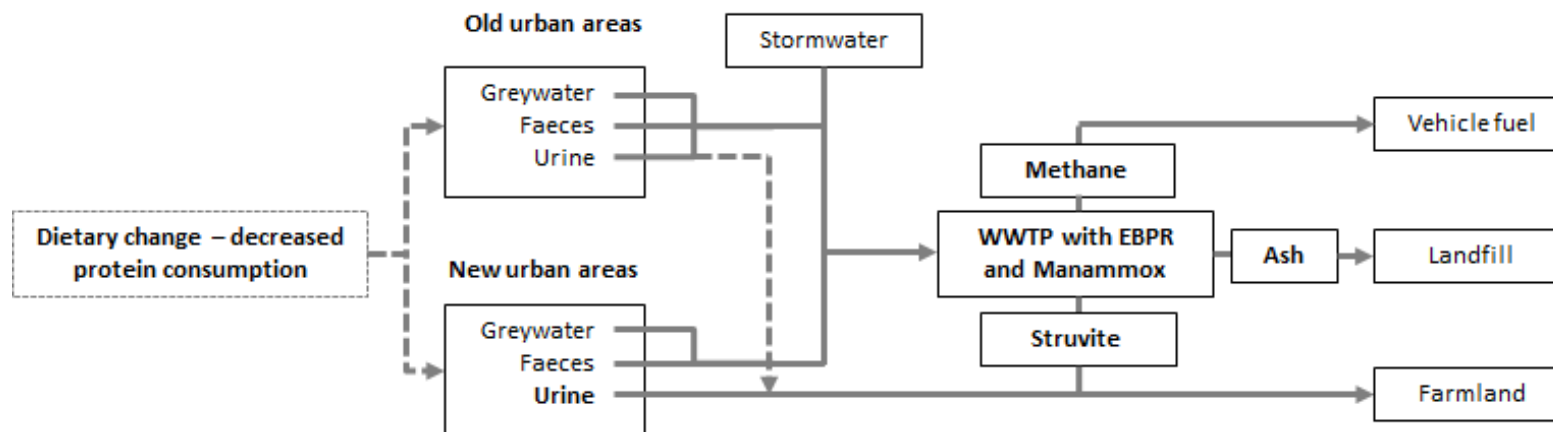 Old urban areas
Stormwater
Greywater
Faeces
Urine
Vehicle fuel
Methane
Dietary change – decreased
protein consumption
WWTP with EBPR
and Manammox
Ash
Landfill
New urban areas
Greywater
Faeces
Urine
Struvite
Farmland